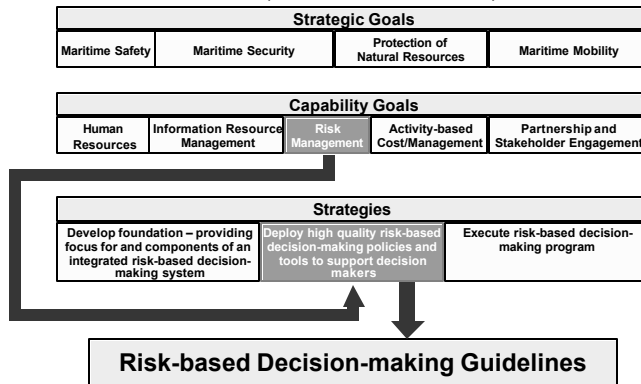 Strategic Goals
Maritime Safety
Maritime Security
Protection of
Natural Resources
Maritime Mobility
Capability Goals
Human
Resources
Information Resource
Management
Risk
Management
Activity-based
Cost/Management
Partnership and
Stakeholder Engagement
Strategies
Develop foundation – providing
focus for and components of an
integrated risk-based decision-
making system
Deploy high quality risk-based
decision-making policies and
tools to support decision
makers
Execute risk-based decision-
making program
Risk-based Decision-making Guidelines